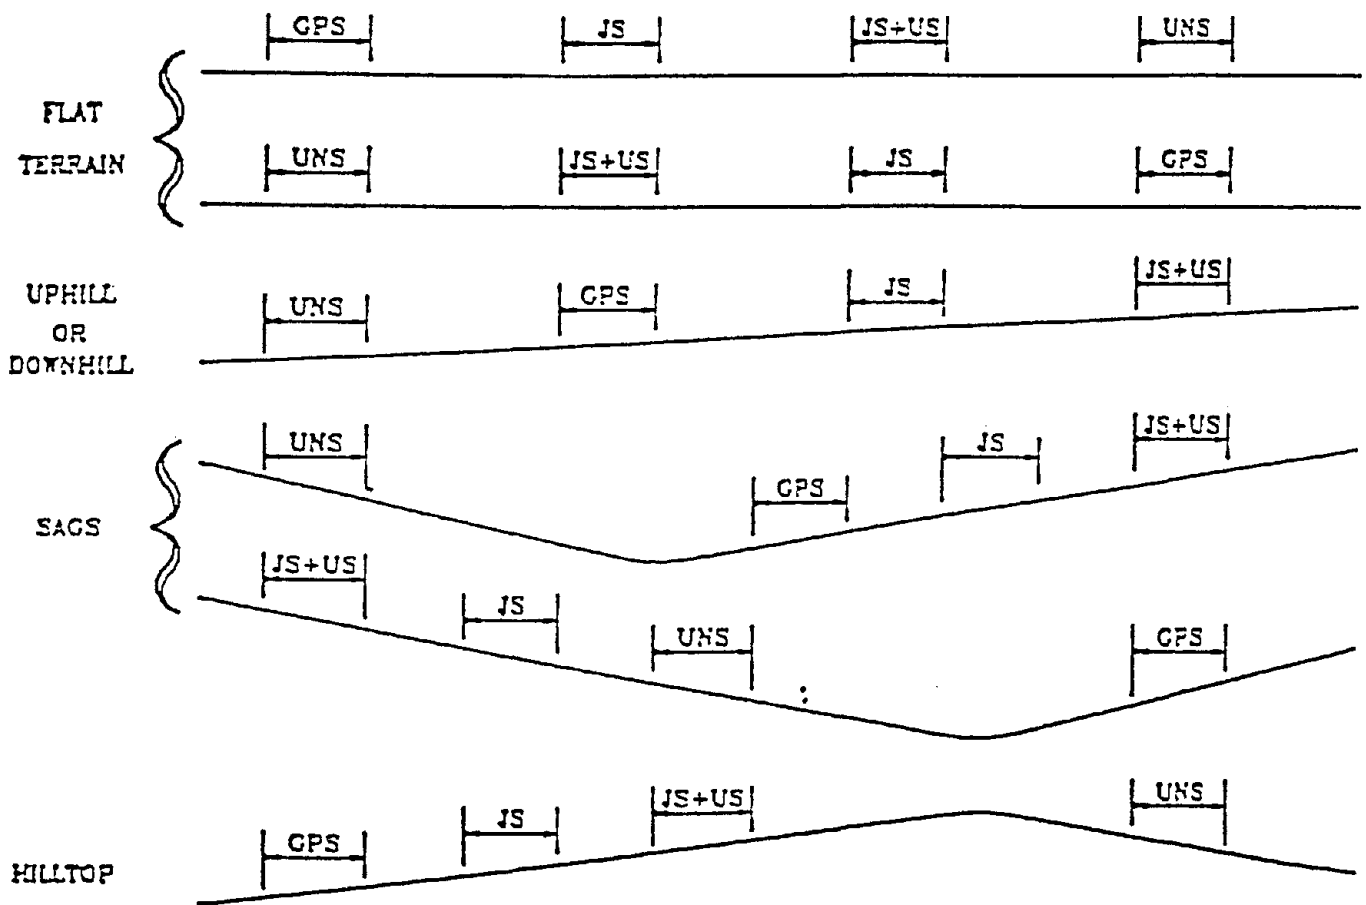 GPS JS JS+US UNS
FLAT
TERRAIN
UNS JS+US JS GPS
UPHILL
OR
DOWNHILL
UNS GPS JS JS+US
SAGS
UNS GPS JS JS+US
JS+US JS UNS GPS
HILLTOP
GPS JS JS+US UNS